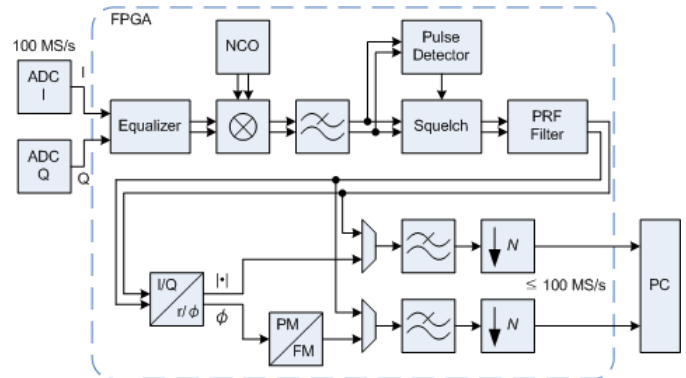 FPGA
100 MS/s
ADC
I
I
NCO
Pulse
Detector
Equalizer
Squelch
PRF
Filter
ADC
Q
Q
I/Q
r/ϕ
|•|
ϕ
PM
FM
N
≤ 100 MS/s
N
PC